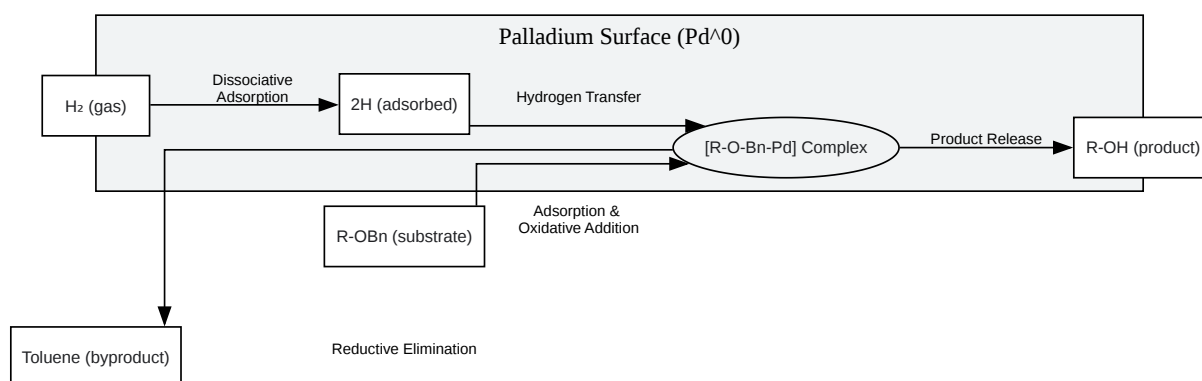 Palladium Surface (Pd^0)
Dissociative
Adsorption
H₂ (gas)
2H (adsorbed)
Hydrogen Transfer
[R-O-Bn-Pd] Complex
Product Release
R-OH (product)
R-OBn (substrate)
Adsorption &
Oxidative Addition
Toluene (byproduct)
Reductive Elimination